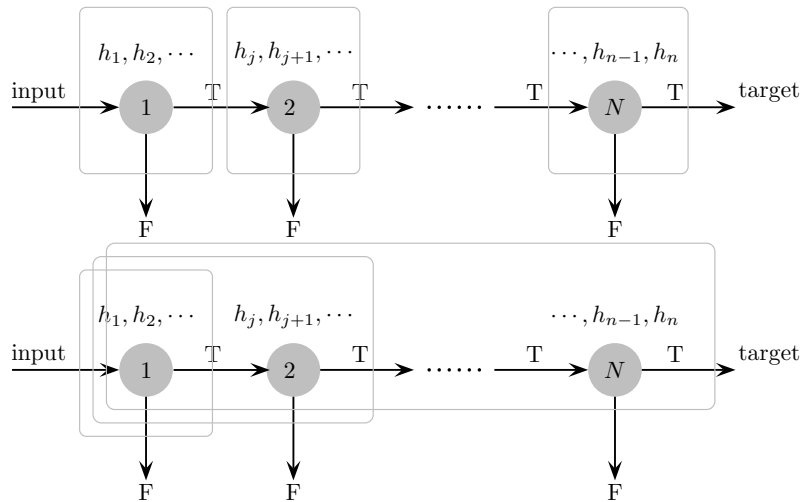 h_1, h_2, ··· h_j, h_{j+1}, ··· ···, h_{n−1}, h_n
input 1 T 2 T ······ T N T target
F F F
h_1, h_2, ··· h_j, h_{j+1}, ··· ···, h_{n−1}, h_n
input 1 T 2 T ······ T N T target
F F F